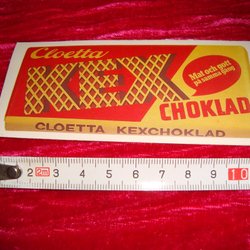 Cloetta
KEX
Mat och gott
på samma gång
CHOKLAD
CLOETTA KEXCHOKLAD
2 2m 3 4 5 6 7 8 9 10